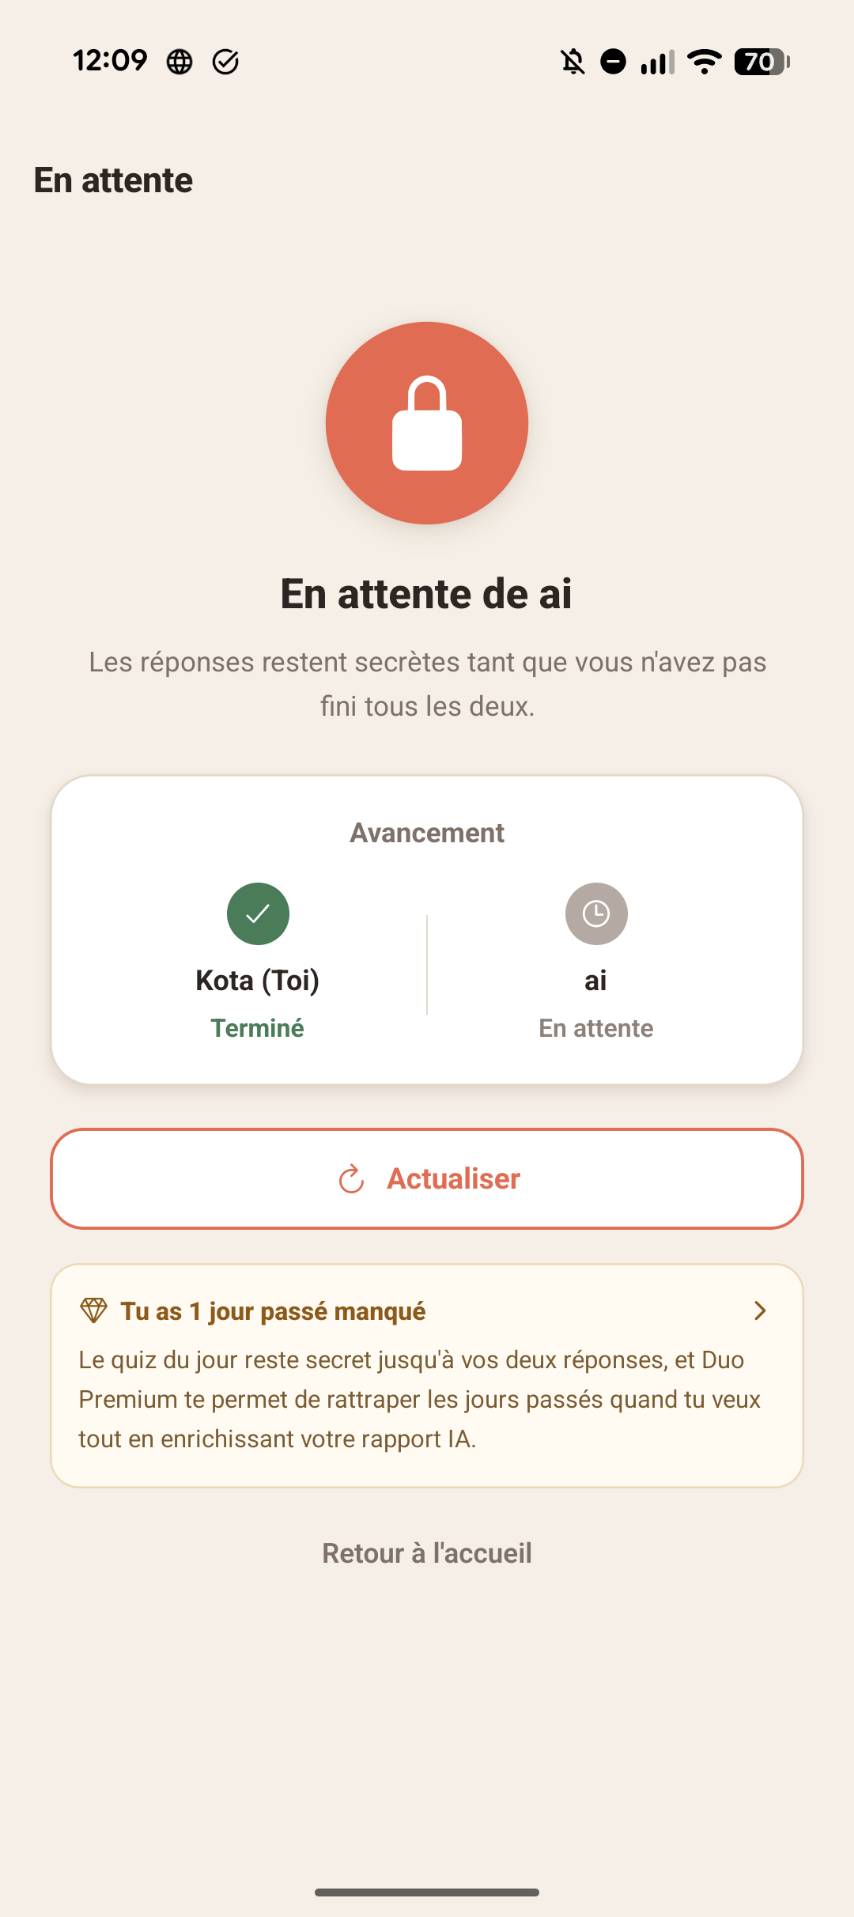 12:09
70
En attente
En attente de ai
Les réponses restent secrètes tant que vous n'avez pas
fini tous les deux.
Avancement
Kota (Toi)
Terminé
ai
En attente
Actualiser
Tu as 1 jour passé manqué
Le quiz du jour reste secret jusqu'à vos deux réponses, et Duo
Premium te permet de rattraper les jours passés quand tu veux
tout en enrichissant votre rapport IA.
Retour à l'accueil